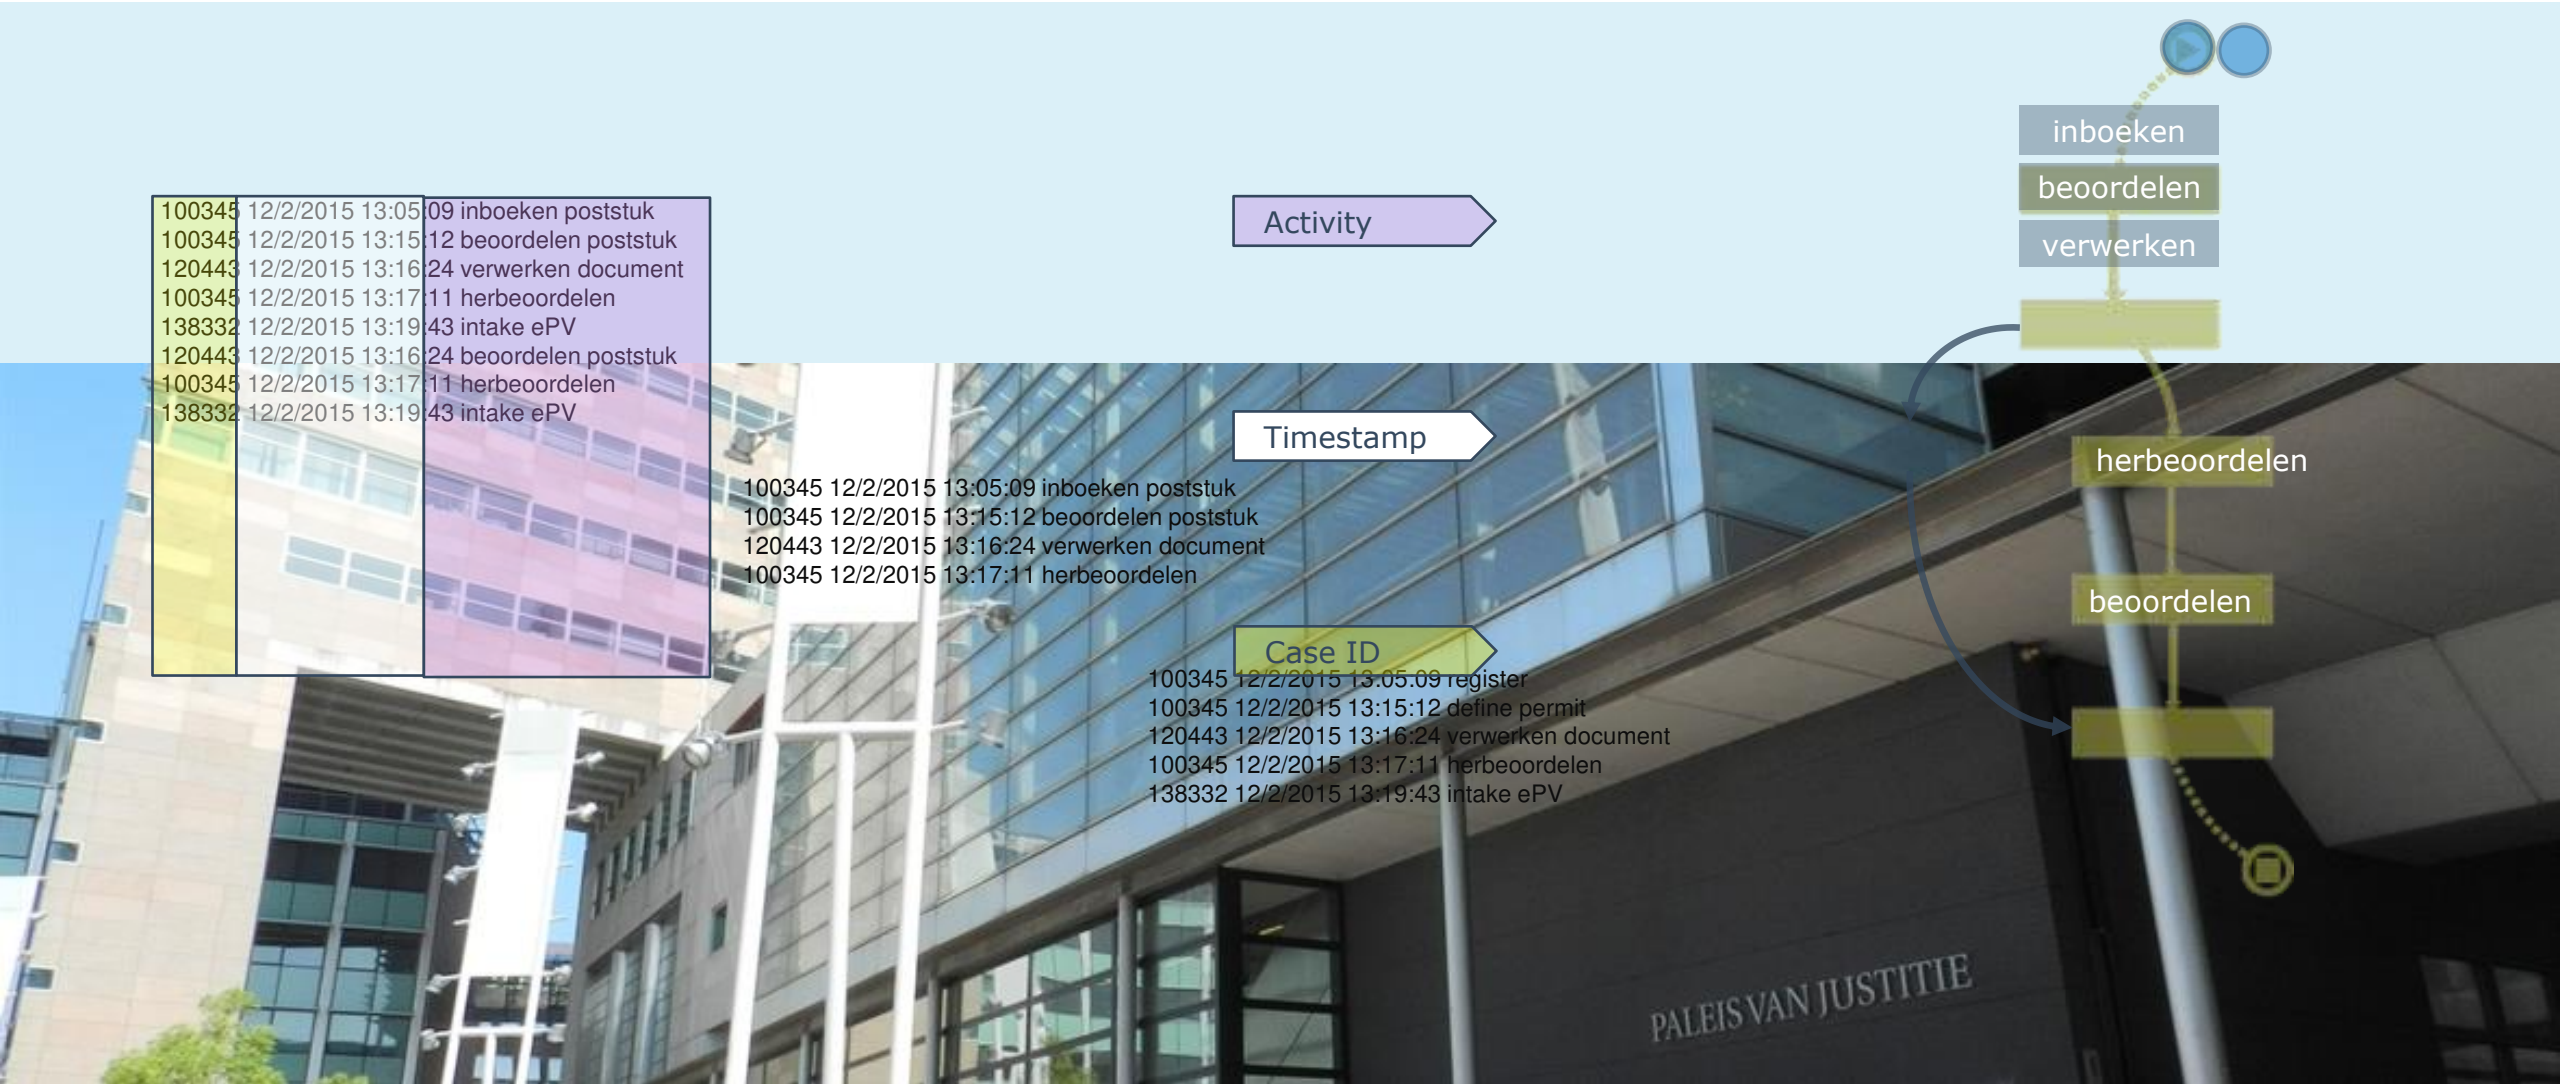 inboeken
beoordelen
verwerken
100345 12/2/2015 13:05:09 inboeken poststuk
100345 12/2/2015 13:15:12 beoordelen poststuk
120443 12/2/2015 13:16:24 verwerken document
100345 12/2/2015 13:17:11 herbeoordelen
138332 12/2/2015 13:19:43 intake ePV
120443 12/2/2015 13:16:24 beoordelen poststuk
100345 12/2/2015 13:17:11 herbeoordelen
138332 12/2/2015 13:19:43 intake ePV
Activity
Timestamp
herbeoordelen
100345 12/2/2015 13:05:09 inboeken poststuk
100345 12/2/2015 13:15:12 beoordelen poststuk
120443 12/2/2015 13:16:24 verwerken document
100345 12/2/2015 13:17:11 herbeoordelen
beoordelen
Case ID
100345 12/2/2015 13:05:09 register
100345 12/2/2015 13:15:12 define permit
120443 12/2/2015 13:16:24 verwerken document
100345 12/2/2015 13:17:11 herbeoordelen
138332 12/2/2015 13:19:43 intake ePV
PALEIS VAN JUSTITIE